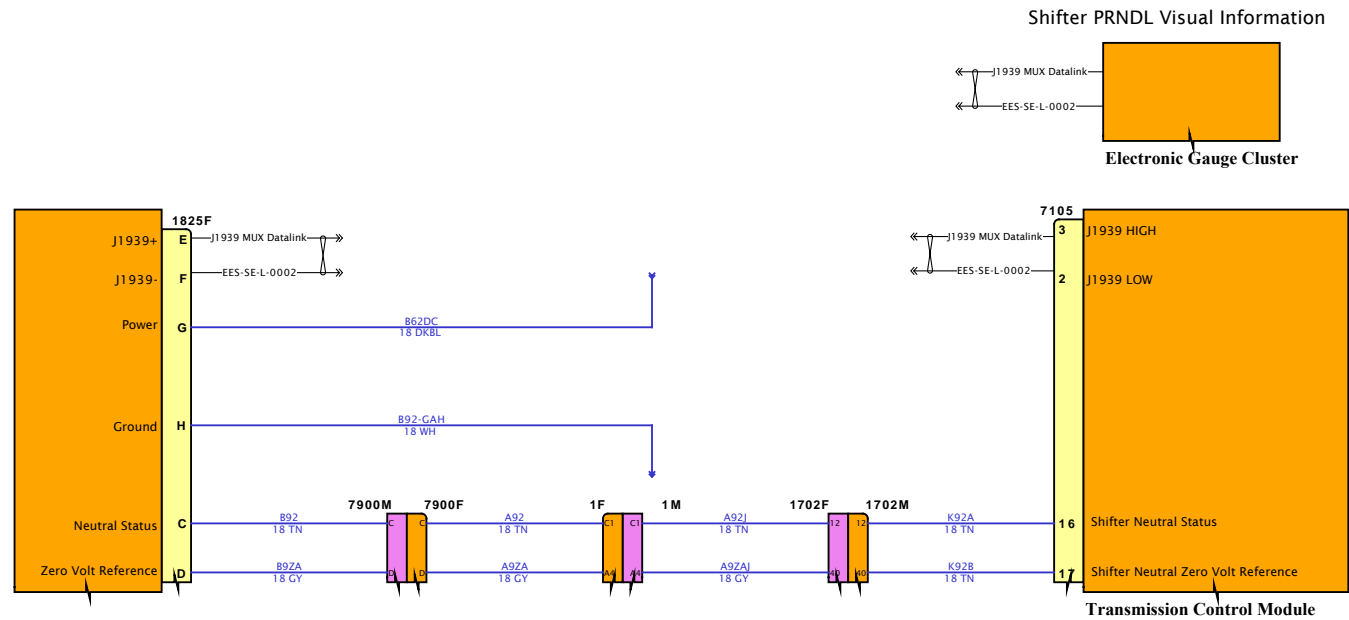 Shifter PRNDL Visual Information
J1939 MUX Datalink
EES-SE-L-0002
Electronic Gauge Cluster
1825F
J1939+
E
J1939 MUX Datalink
J1939-
F
EES-SE-L-0002
Power
G
B62DC
18 DKBL
Ground
H
B92-GAH
18 WH
7105
J1939 MUX Datalink
3
J1939 HIGH
EES-SE-L-0002
2
J1939 LOW
7900M
7900F
1F
1M
1702F
1702M
Neutral Status
C
B92
18 TN
C
C
A92
18 TN
C1
C1
A92J
18 TN
12
12
K92A
18 TN
16
Shifter Neutral Status
Zero Volt Reference
D
B9ZA
18 GY
D
D
A9ZA
18 GY
A4
A4
A9ZAJ
18 GY
40
40
K92B
18 TN
17
Shifter Neutral Zero Volt Reference
Transmission Control Module